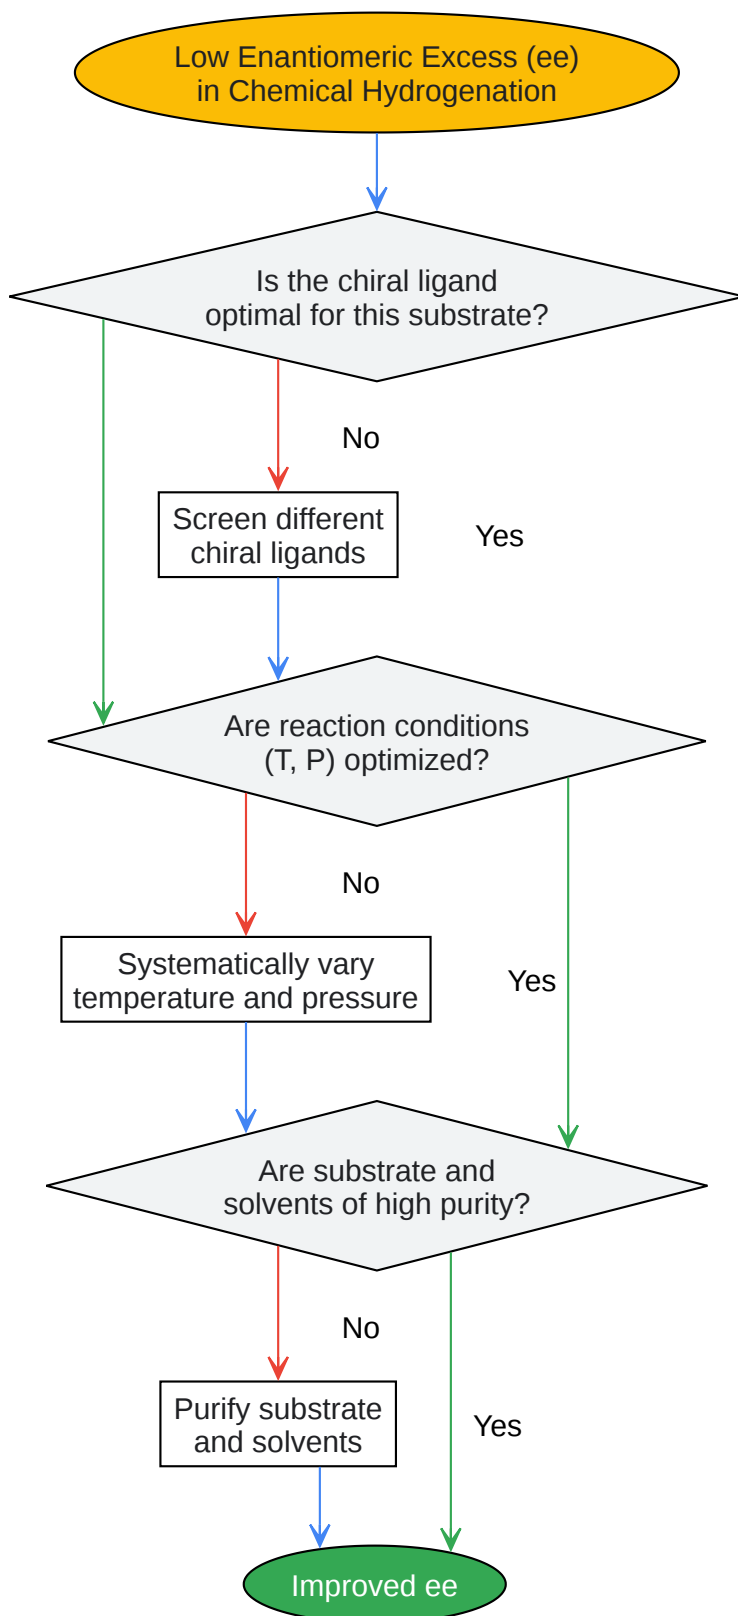 Low Enantiomeric Excess (ee)
in Chemical Hydrogenation
Is the chiral ligand
optimal for this substrate?
No
Screen different
chiral ligands
Yes
Are reaction conditions
(T, P) optimized?
No
Systematically vary
temperature and pressure
Yes
Are substrate and
solvents of high purity?
No
Purify substrate
and solvents
Yes
Improved ee